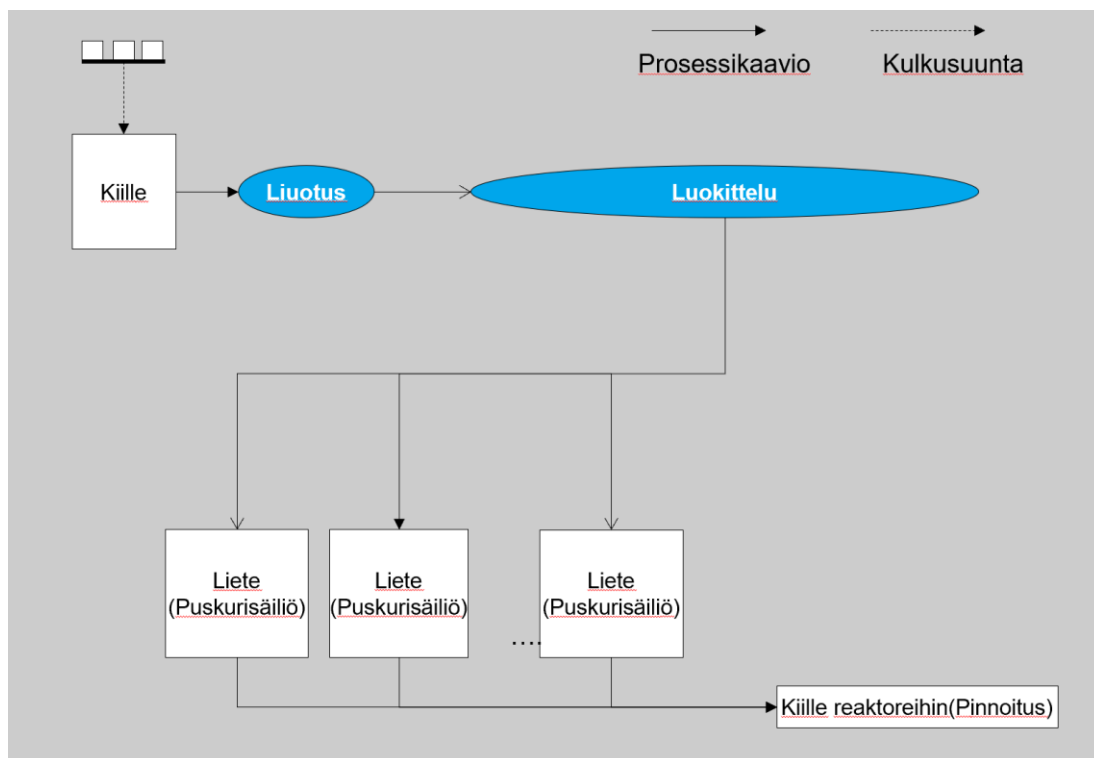 Prosessikaavio
Kulkusuunta
Kiille
Liuotus
Luokittelu
Liete
(Puskurisäiliö)
Liete
(Puskurisäiliö)
....
Liete
(Puskurisäiliö)
Kiille reaktoreihin(Pinnoitus)